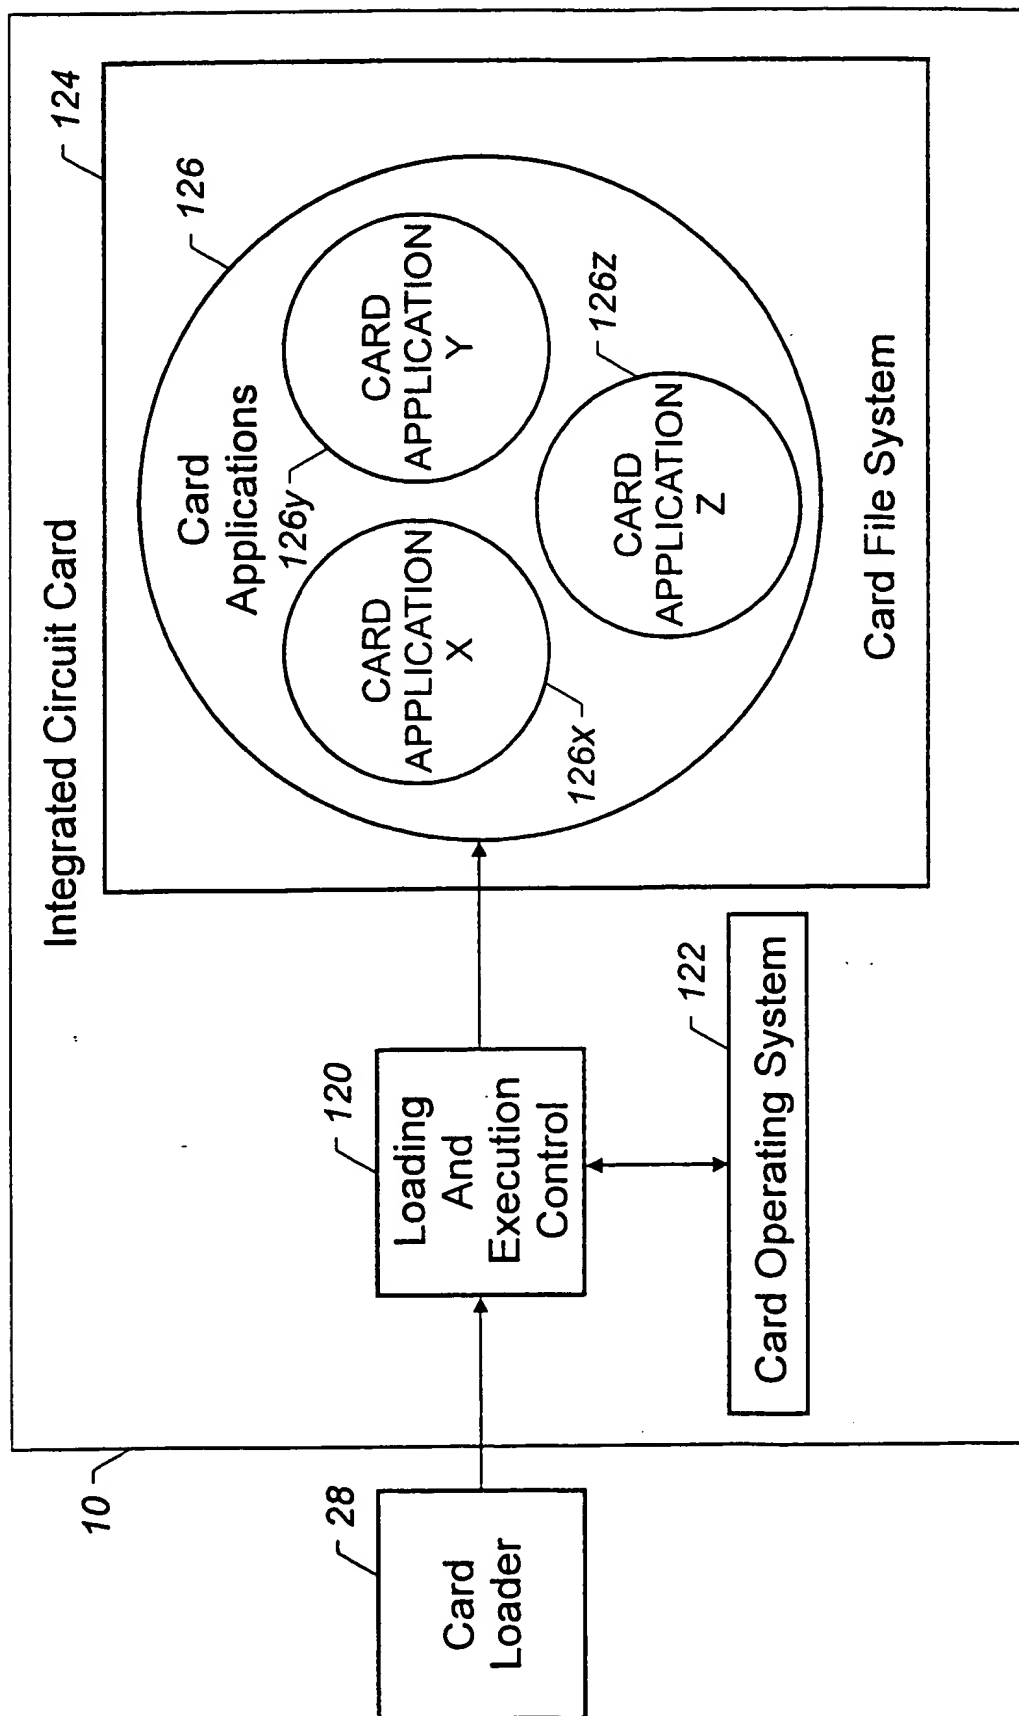 Integrated Circuit Card
124
126
Card
Applications
126y
CARD
APPLICATION
Y
CARD
APPLICATION
X
126x
126z
CARD
APPLICATION
Z
Card File System
10
28
Card
Loader
120
Loading
And
Execution
Control
122
Card Operating System